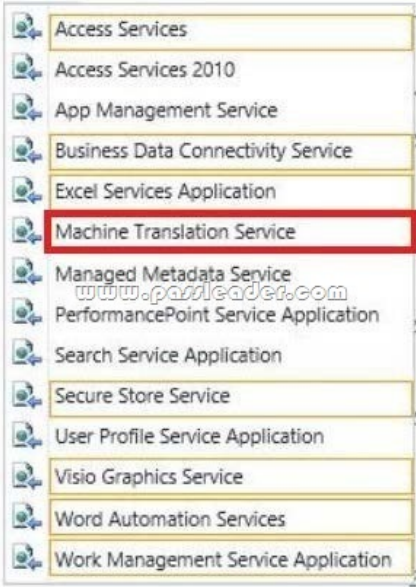 Access Services
Access Services 2010
App Management Service
Business Data Connectivity Service
Excel Services Application
Machine Translation Service
Managed Metadata Service
www.passleader.com
PerformancePoint Service Application
Search Service Application
Secure Store Service
User Profile Service Application
Visio Graphics Service
Word Automation Services
Work Management Service Application